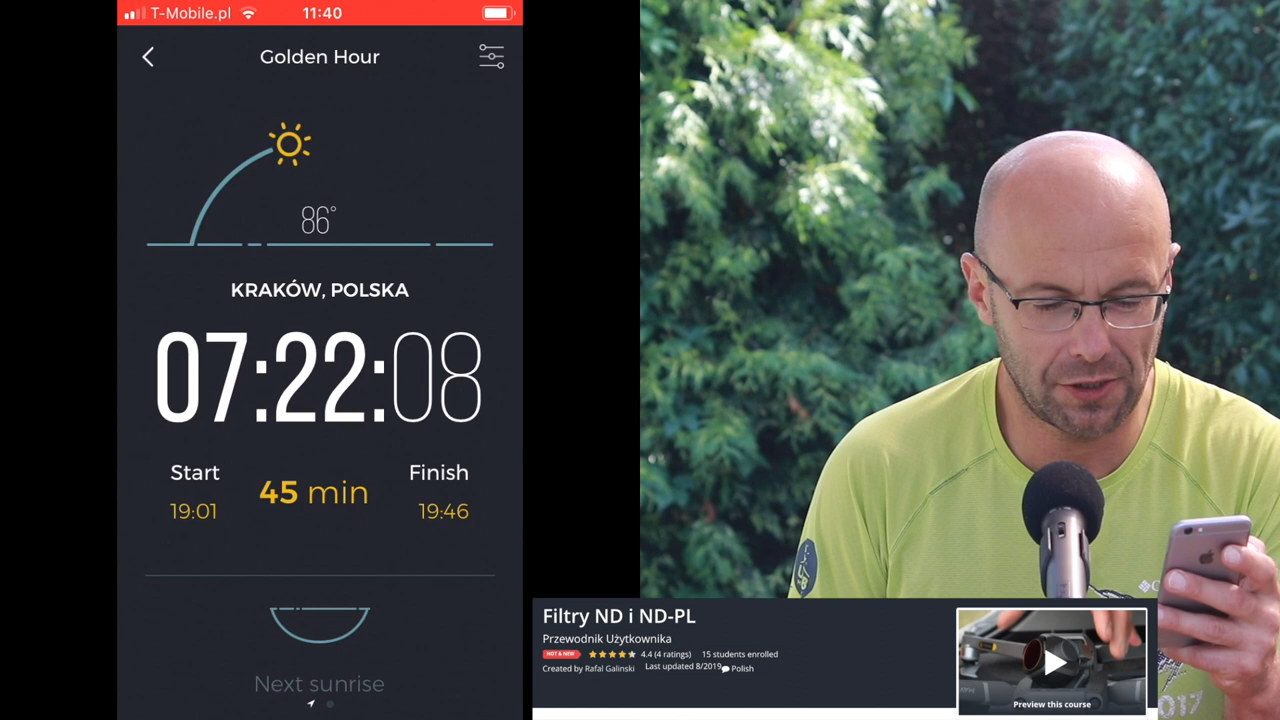 T-Mobile.pl
11:40
Golden Hour
86°
KRAKÓW, POLSKA
07:22:08
Start
45 min
Finish
19:01
19:46
Next sunrise
Filtry ND i ND-PL
Przewodnik Użytkownika
HOT & NEW 4.4 (4 ratings) 15 students enrolled
Created by Rafal Galinski Last updated 8/2019 Polish
Preview this course
017